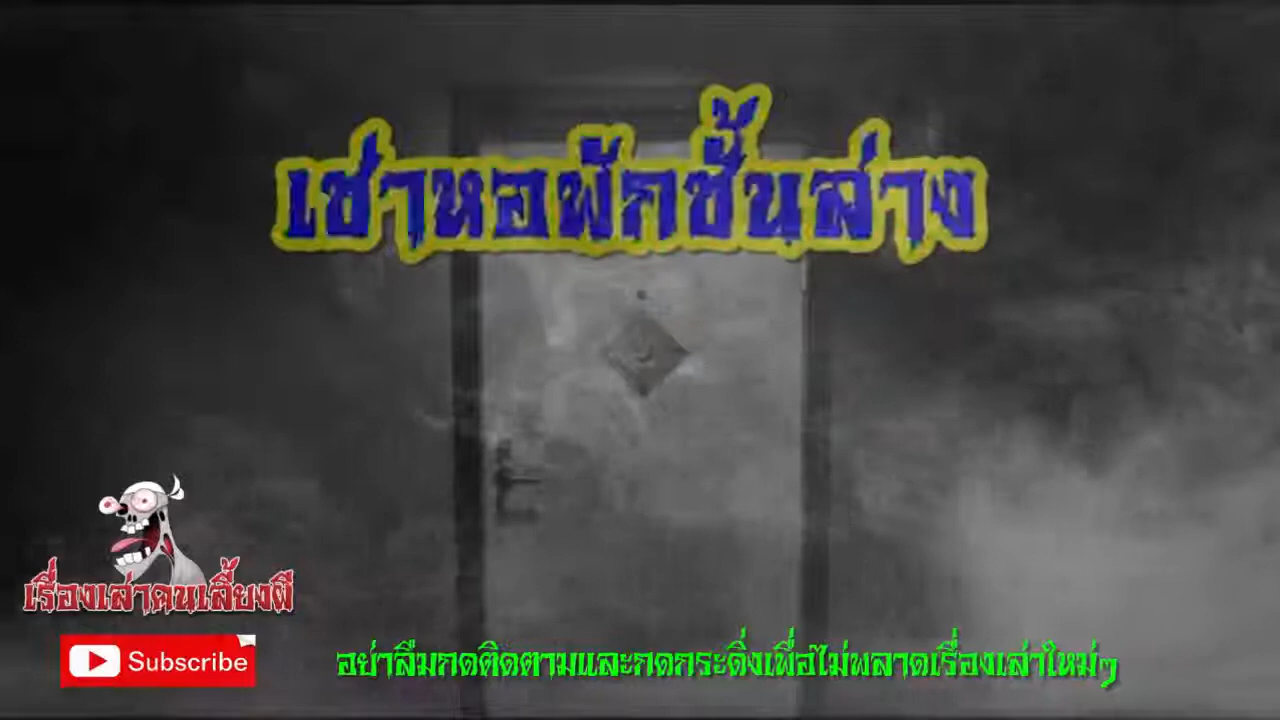 เช่าหอพักชั้นล่าง
เรื่องเล่าคนเลี้ยงผี
Subscribe
อย่าลืมกดติดตามและกดกระดิ่งเพื่อไม่พลาดเรื่องเล่าใหม่ๆ